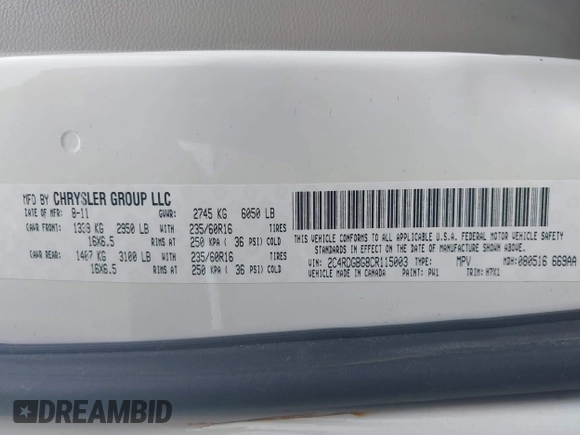 MFD BY CHRYSLER GROUP LLC
DATE OF MFR: 8-11 GVWR: 2745 KG 6050 LB
GAWR FRONT: 1339 KG 2950 LB WITH 235/60R16 TIRES
16X6.5 RIMS AT 250 KPA ( 36 PSI) COLD
GAWR REAR: 1407 KG 3100 LB WITH 235/60R16 TIRES
16X6.5 RIMS AT 250 KPA ( 36 PSI) COLD
THIS VEHICLE CONFORMS TO ALL APPLICABLE U.S.A. FEDERAL MOTOR VEHICLE SAFETY
STANDARDS IN EFFECT ON THE DATE OF MANUFACTURE SHOWN ABOVE.
VIN: 2C4RDGBG8CR115003 TYPE: MPV MDH: 080516 669AA
VEHICLE MADE IN CANADA PAINT: PW1 TRIM: H7X1
DREAMBID